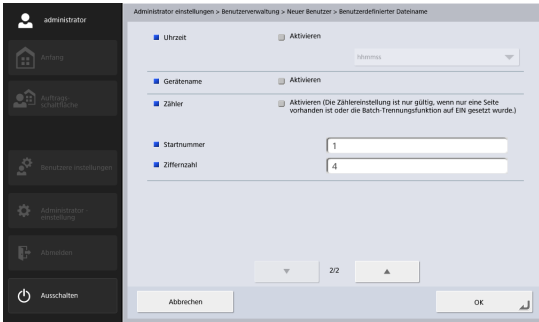 administrator
Administrator einstellungen > Benutzerverwaltung > Neuer Benutzer > Benutzerdefinierter Dateiname
Anfang
Auftrags-
schaltfläche
Benutzere instellungen
Administrator -
einstellung
Abmelden
Ausschalten
Uhrzeit
Aktivieren
hhmmss
Gerätename
Aktivieren
Zähler
Aktivieren (Die Zählereinstellung ist nur gültig, wenn nur eine Seite
vorhanden ist oder die Batch-Trennungsfunktion auf EIN gesetzt wurde.)
Startnummer
1
Ziffernzahl
4
2/2
Abbrechen
OK